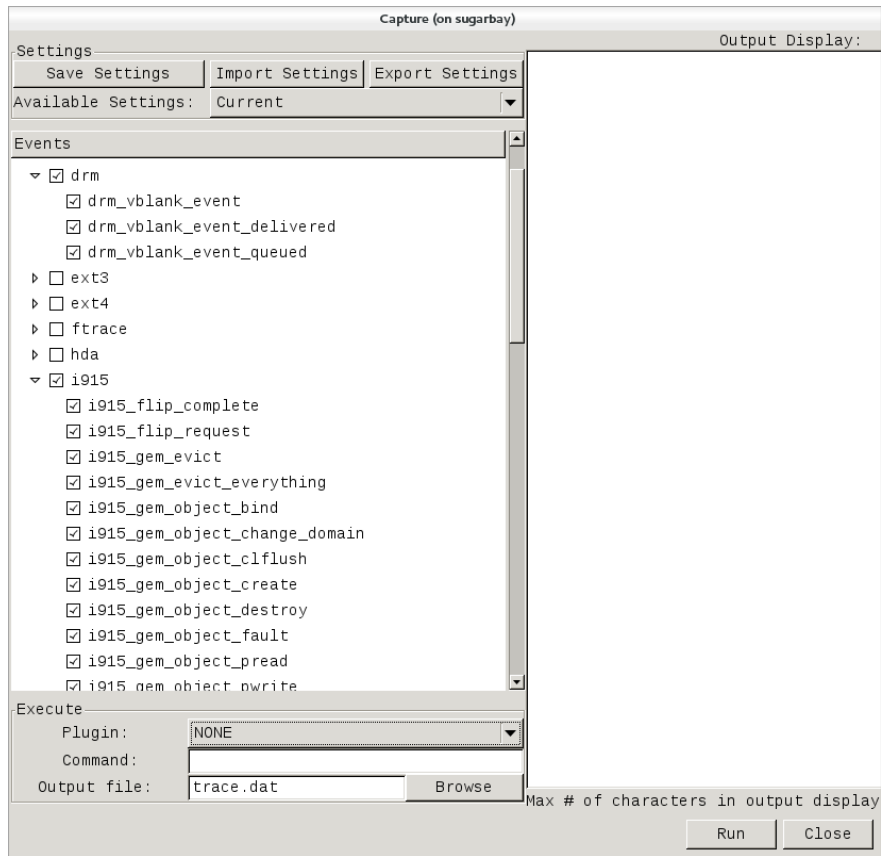 Capture (on sugarbay)
Settings
Output Display:
Save Settings Import Settings Export Settings
Available Settings: Current
Events
drm
drm_vblank_event
drm_vblank_event_delivered
drm_vblank_event_queued
ext3
ext4
ftrace
hda
i915
i915_flip_complete
i915_flip_request
i915_gem_evict
i915_gem_evict_everything
i915_gem_object_bind
i915_gem_object_change_domain
i915_gem_object_clflush
i915_gem_object_create
i915_gem_object_destroy
i915_gem_object_fault
i915_gem_object_pread
i915_gem_object_pwrite
Execute
Plugin: NONE
Command:
Output file: trace.dat Browse
Max # of characters in output display
Run Close